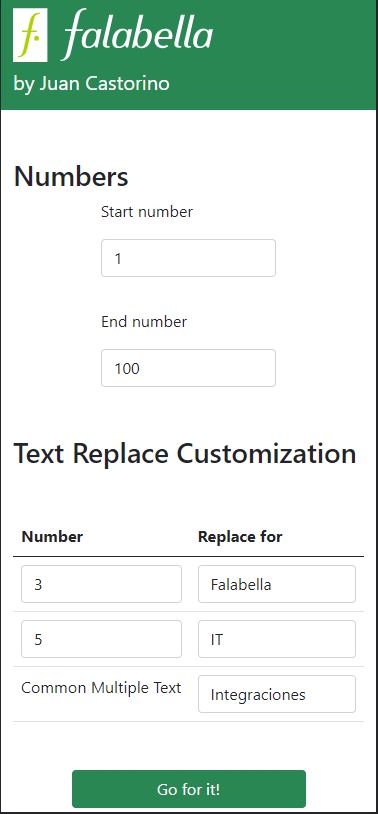 f.
falabella
by Juan Castorino
Numbers
Start number
1
End number
100
Text Replace Customization
Number Replace for
3 Falabella
5 IT
Common Multiple Text Integraciones
Go for it!